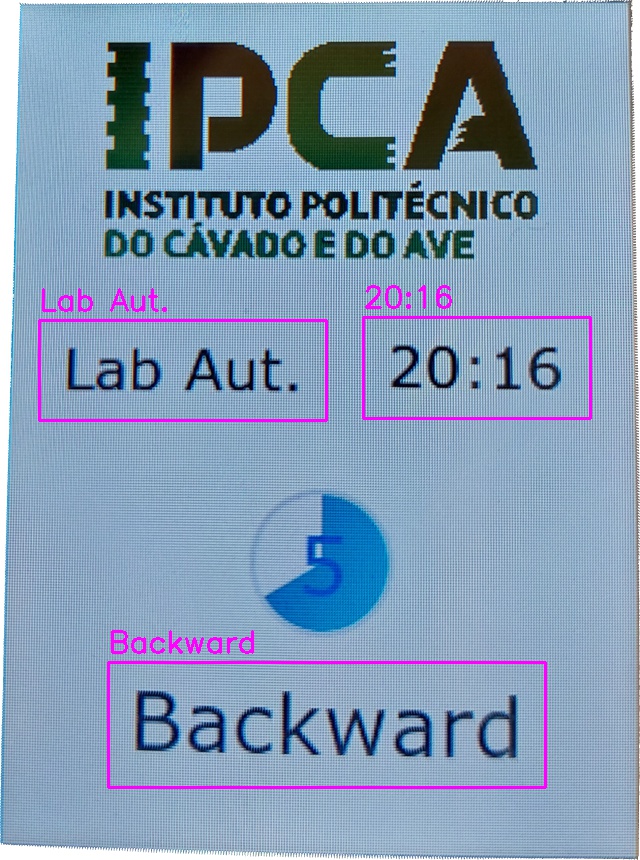 IPCA
INSTITUTO POLITÉCNICO
DO CÁVADO E DO AVE
Lab Aut. 20:16
Lab Aut. 20:16
5
Backward
Backward